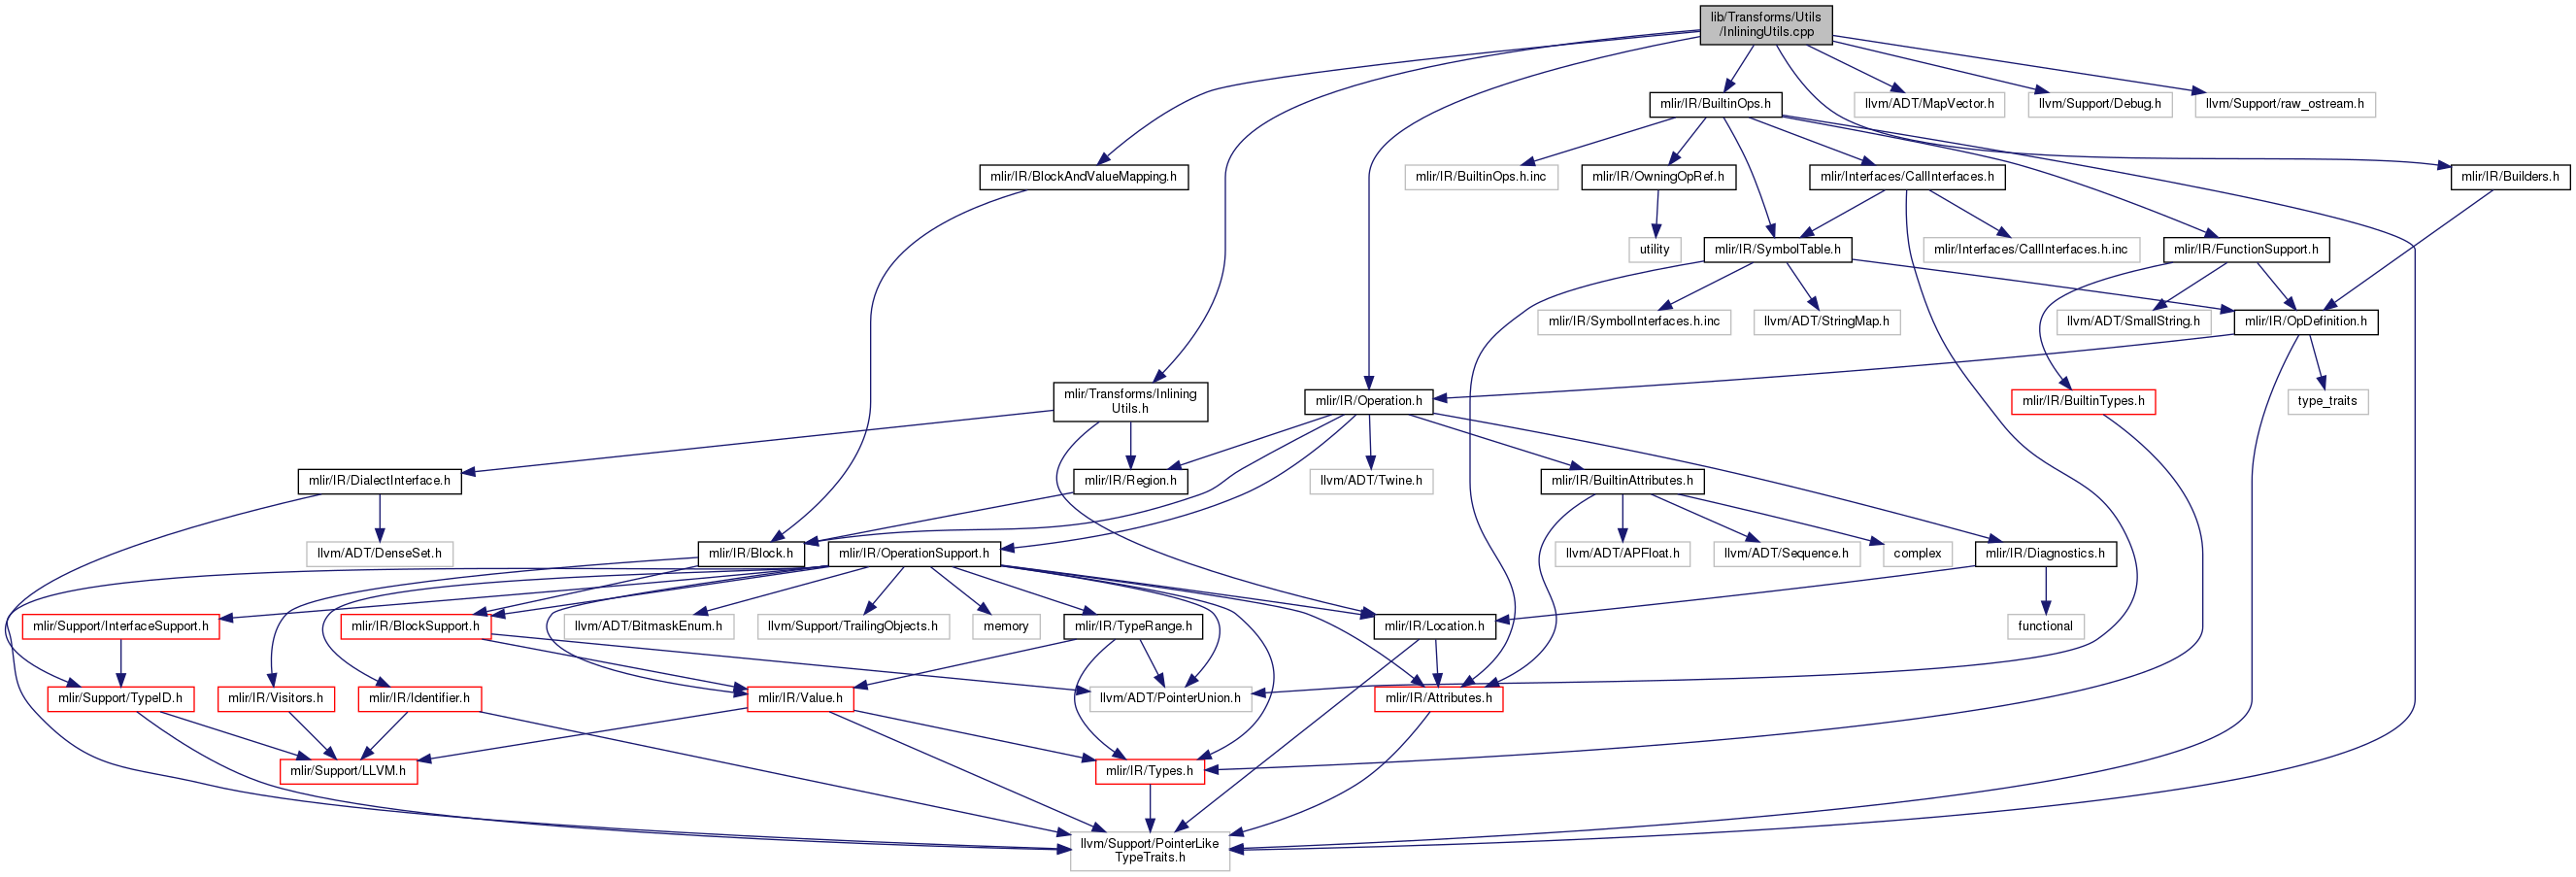 lib/Transforms/Utils
/InliningUtils.cpp
mlir/IR/BuiltinOps.h
llvm/ADT/MapVector.h
llvm/Support/Debug.h
llvm/Support/raw_ostream.h
mlir/IR/BlockAndValueMapping.h
mlir/IR/BuiltinOps.h.inc
mlir/IR/OwningOpRef.h
mlir/Interfaces/CallInterfaces.h
mlir/IR/Builders.h
utility
mlir/IR/SymbolTable.h
mlir/Interfaces/CallInterfaces.h.inc
mlir/IR/FunctionSupport.h
mlir/IR/SymbolInterfaces.h.inc
llvm/ADT/StringMap.h
llvm/ADT/SmallString.h
mlir/IR/OpDefinition.h
mlir/Transforms/Inlining
Utils.h
mlir/IR/Operation.h
mlir/IR/BuiltinTypes.h
type_traits
mlir/IR/DialectInterface.h
mlir/IR/Region.h
llvm/ADT/Twine.h
mlir/IR/BuiltinAttributes.h
llvm/ADT/DenseSet.h
mlir/IR/Block.h
mlir/IR/OperationSupport.h
llvm/ADT/APFloat.h
llvm/ADT/Sequence.h
complex
mlir/IR/Diagnostics.h
mlir/Support/InterfaceSupport.h
mlir/IR/BlockSupport.h
llvm/ADT/BitmaskEnum.h
llvm/Support/TrailingObjects.h
memory
mlir/IR/TypeRange.h
mlir/IR/Location.h
functional
mlir/Support/TypeID.h
mlir/IR/Visitors.h
mlir/IR/Identifier.h
mlir/IR/Value.h
llvm/ADT/PointerUnion.h
mlir/IR/Attributes.h
mlir/Support/LLVM.h
mlir/IR/Types.h
llvm/Support/PointerLike
TypeTraits.h